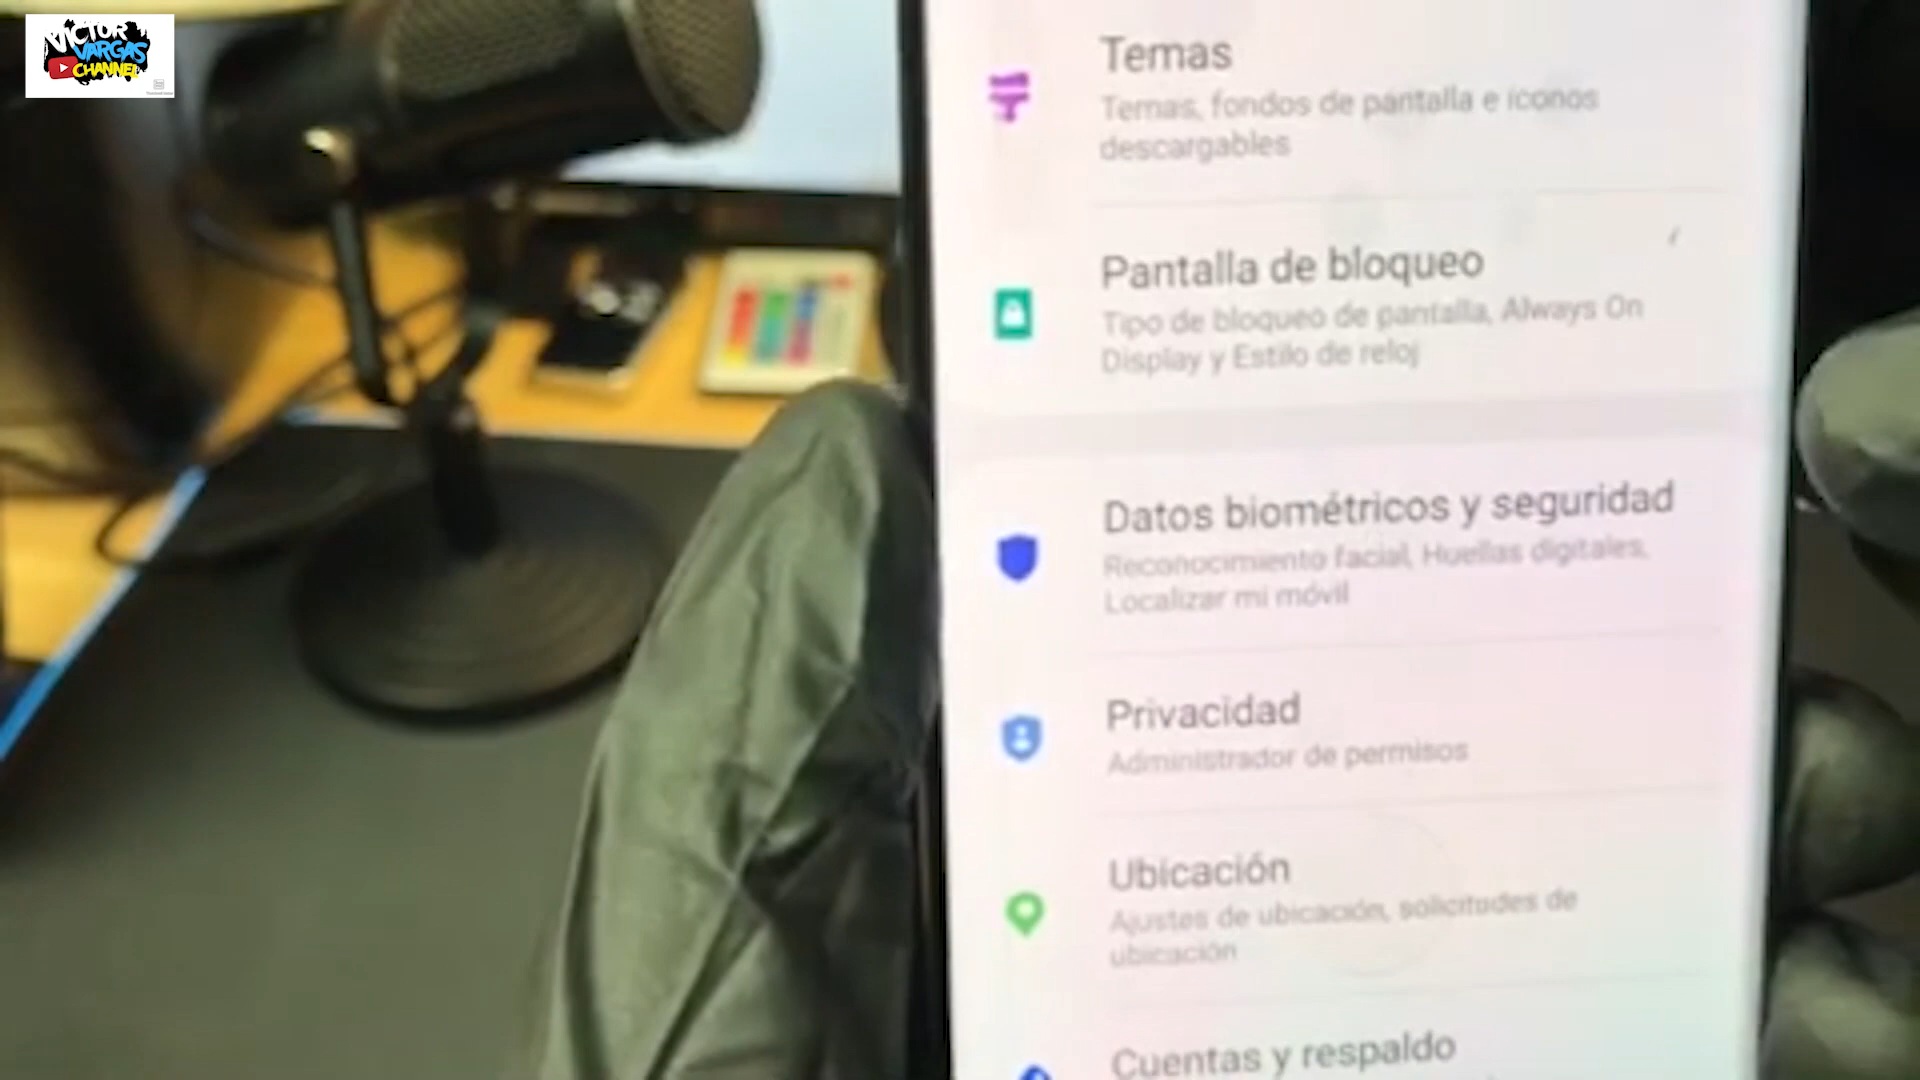 VICTOR
VARGAS
CHANNEL
Temas
Temas, fondos de pantalla e iconos
descargables
Pantalla de bloqueo
Tipo de bloqueo de pantalla, Always On
Display y Estilo de reloj
Datos biométricos y seguridad
Reconocimiento facial, Huellas digitales,
Localizar mi móvil
Privacidad
Administrador de permisos
Ubicación
Ajustes de ubicación, solicitudes de
ubicación
Cuentas y respaldo